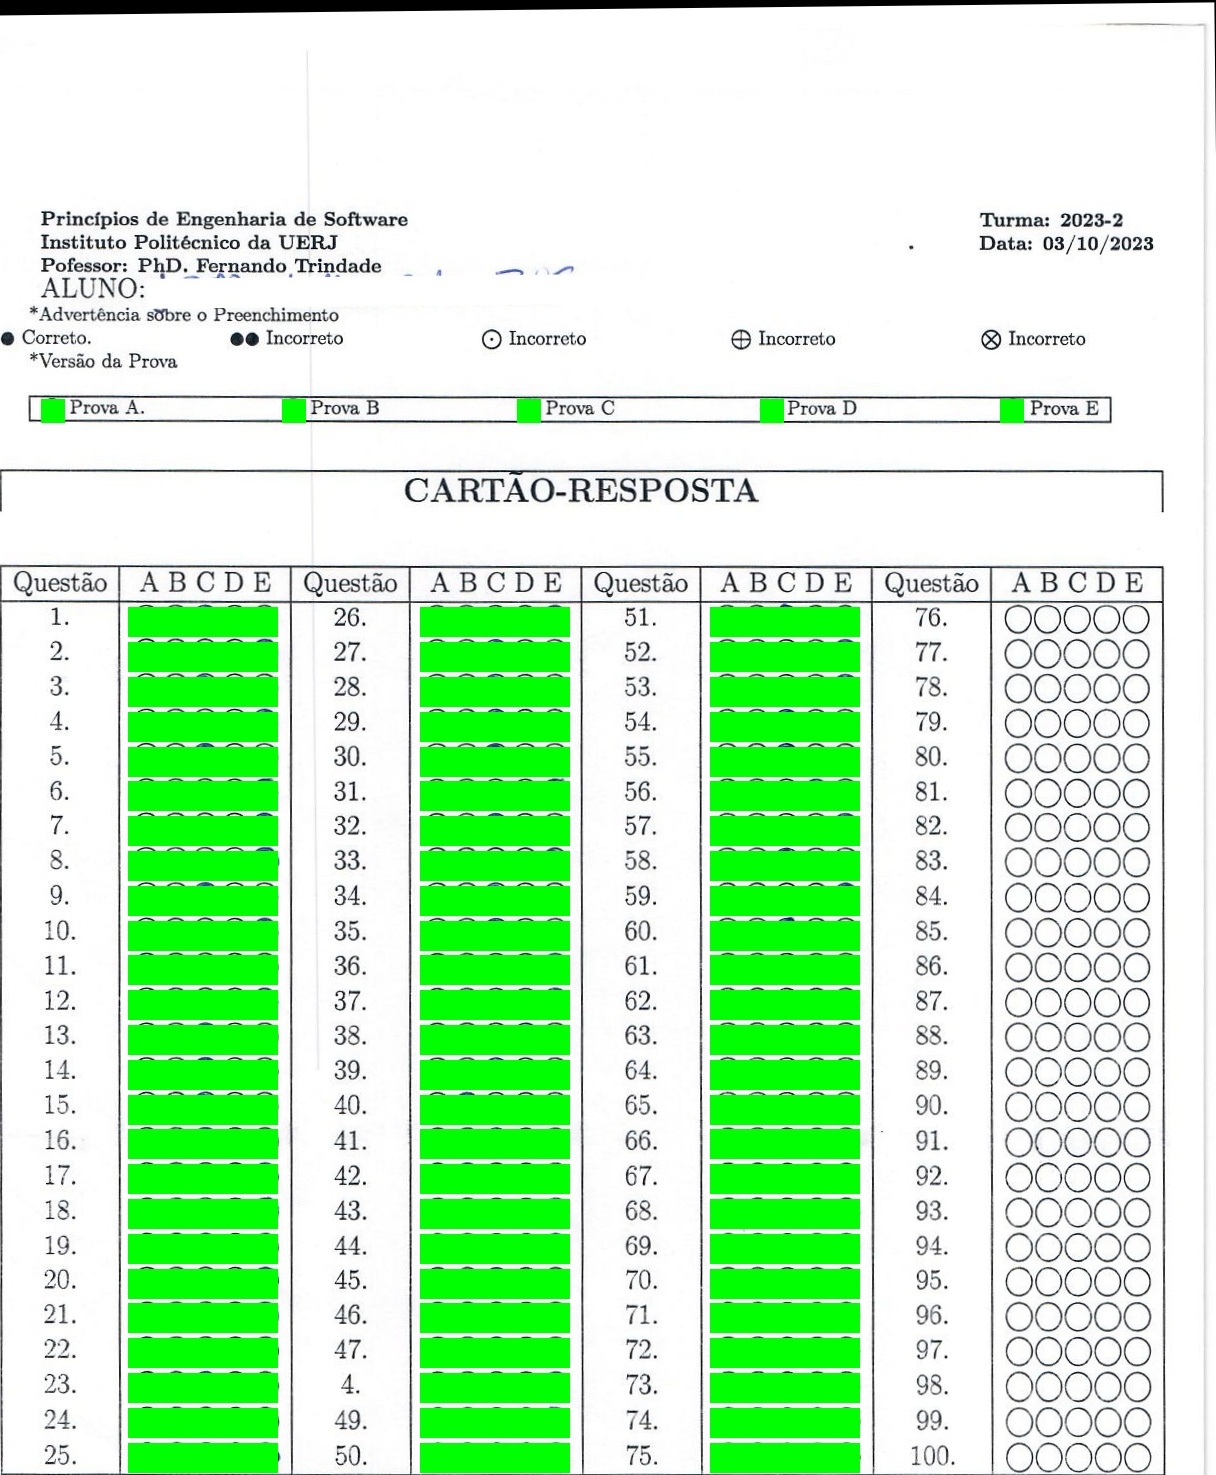 Princípios de Engenharia de Software
Turma: 2023-2
Instituto Politécnico da UERJ
Data: 03/10/2023
Pofessor: PhD. Fernando Trindade
ALUNO:
*Advertência sobre o Preenchimento
Correto. Incorreto Incorreto Incorreto Incorreto
*Versão da Prova
Prova A. Prova B Prova C Prova D Prova E
CARTÃO-RESPOSTA
Questão A B C D E Questão A B C D E Questão A B C D E Questão A B C D E
1. 26. 51. 76.
2. 27. 52. 77.
3. 28. 53. 78.
4. 29. 54. 79.
5. 30. 55. 80.
6. 31. 56. 81.
7. 32. 57. 82.
8. 33. 58. 83.
9. 34. 59. 84.
10. 35. 60. 85.
11. 36. 61. 86.
12. 37. 62. 87.
13. 38. 63. 88.
14. 39. 64. 89.
15. 40. 65. 90.
16. 41. 66. 91.
17. 42. 67. 92.
18. 43. 68. 93.
19. 44. 69. 94.
20. 45. 70. 95.
21. 46. 71. 96.
22. 47. 72. 97.
23. 4. 73. 98.
24. 49. 74. 99.
25. 50. 75. 100.